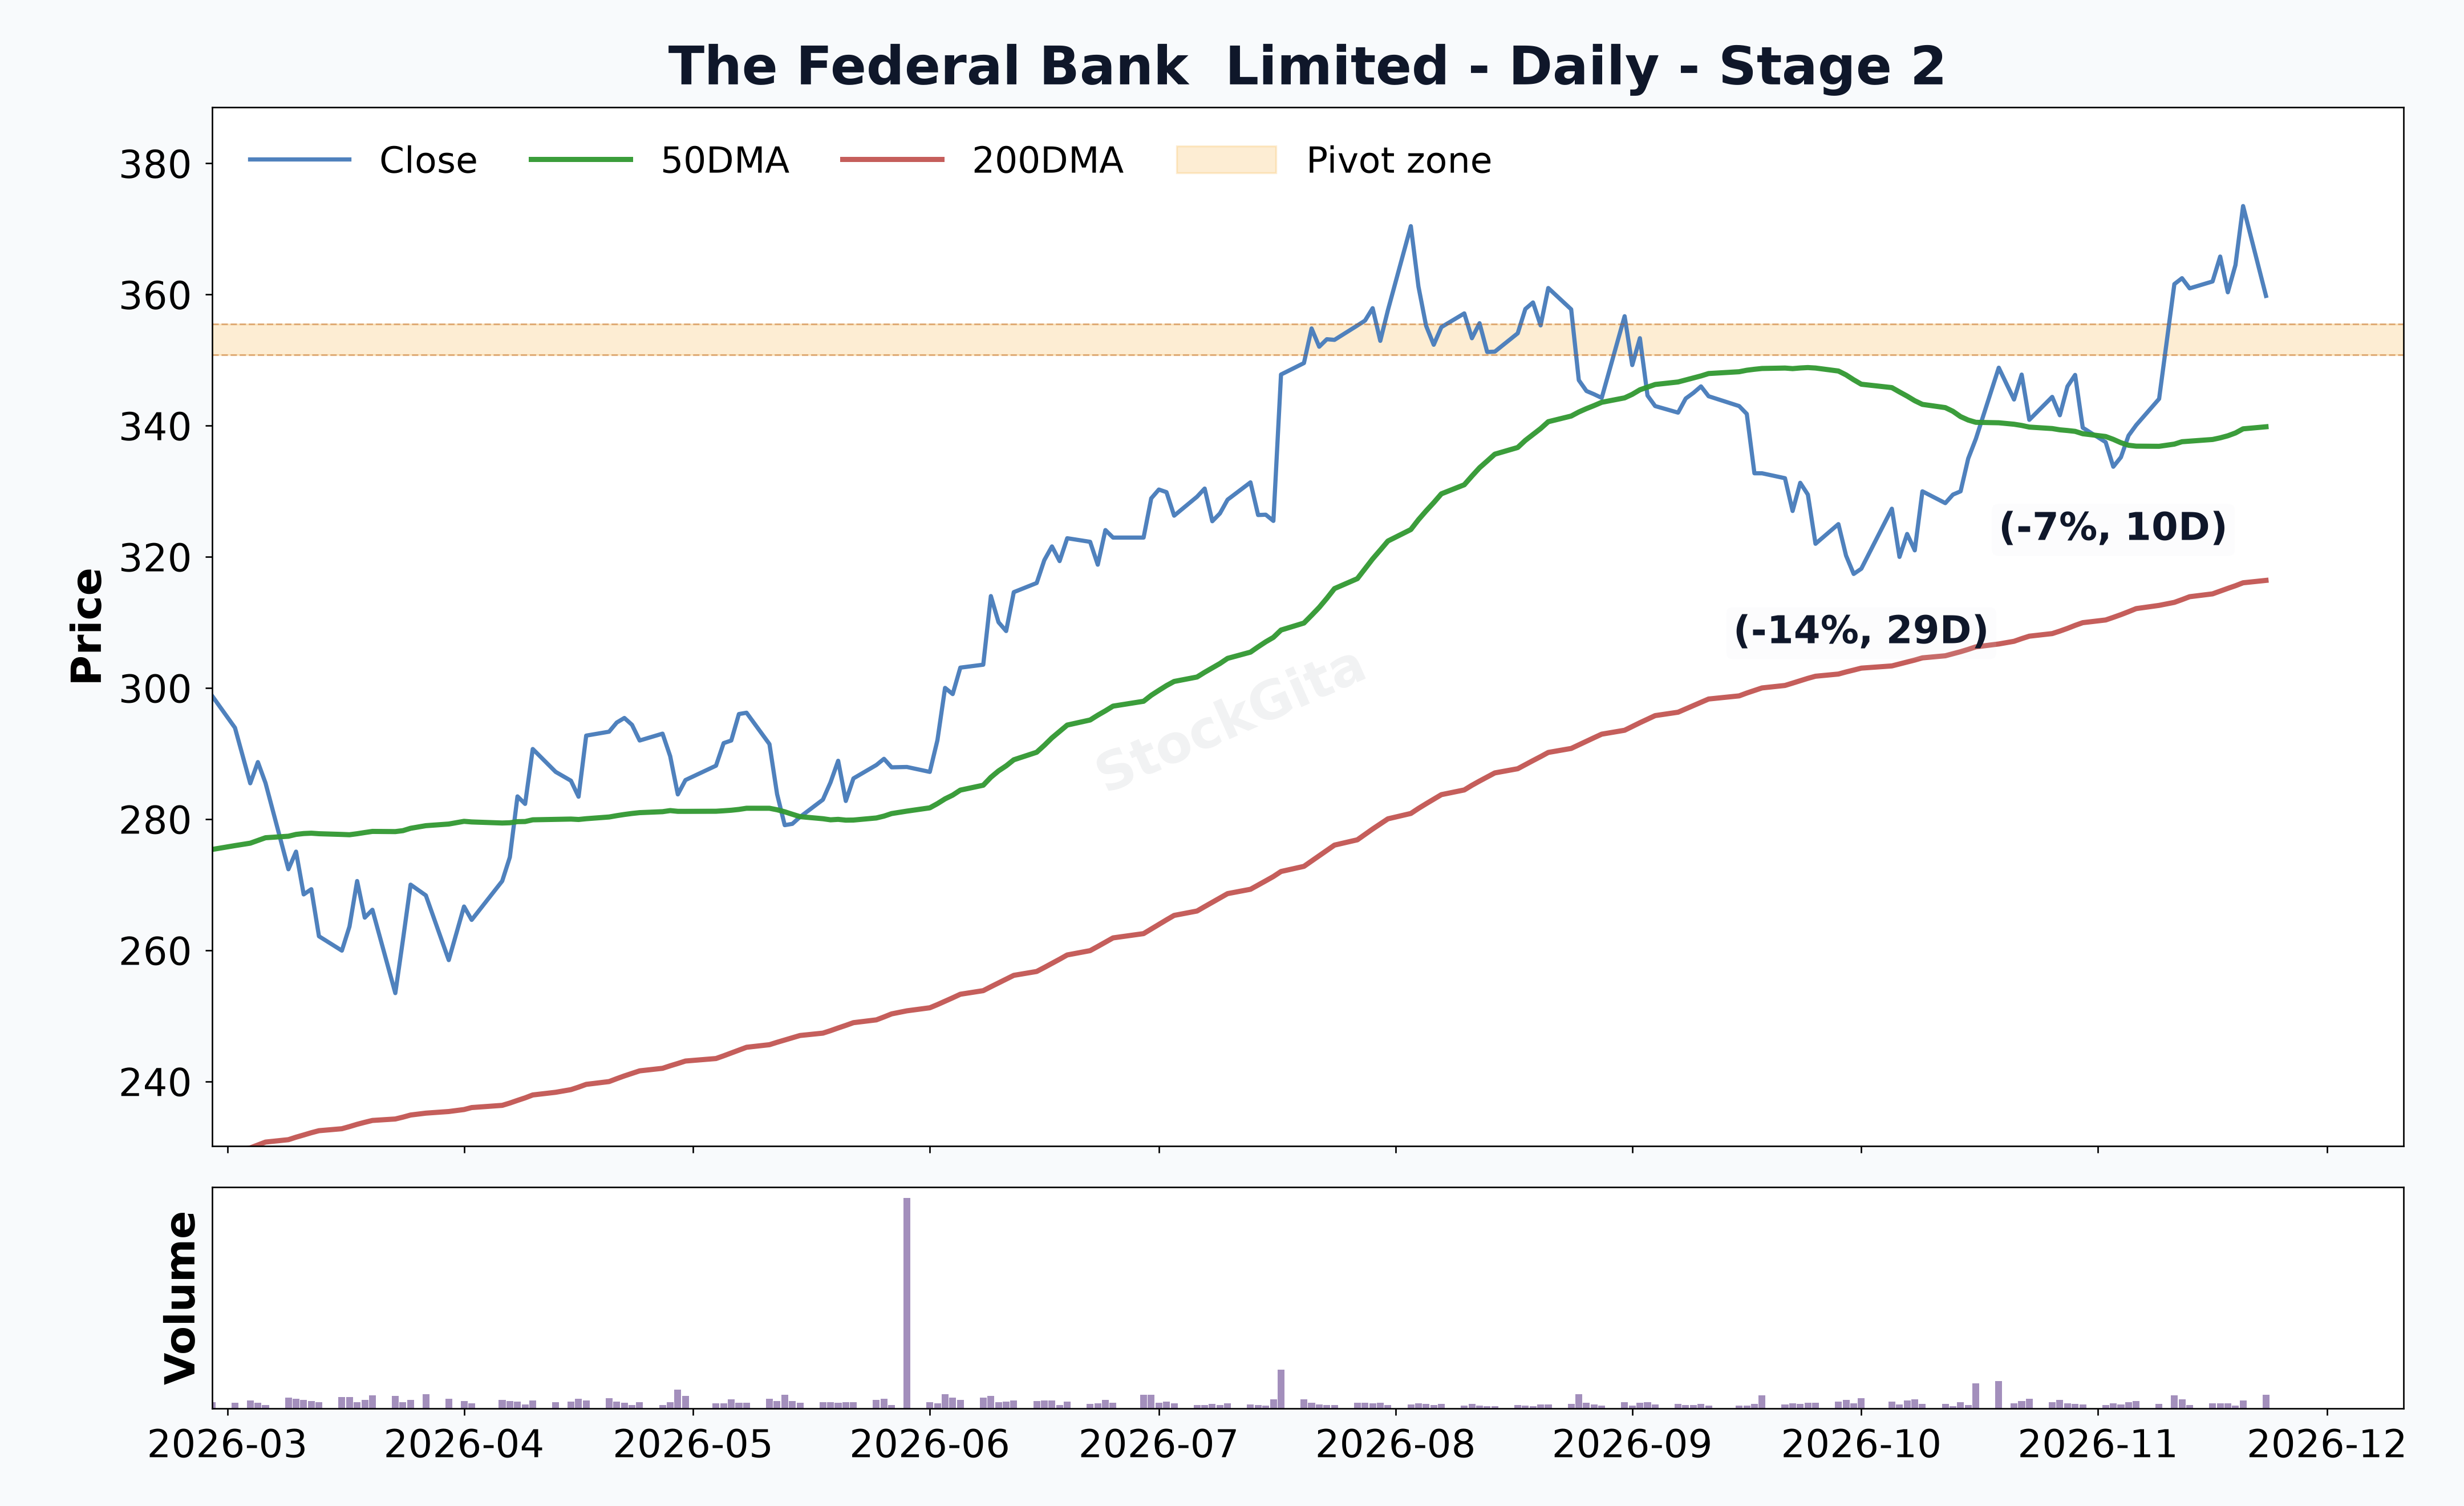 The Federal Bank  Limited - Daily - Stage 2
Close 50DMA 200DMA Pivot zone
Price
380
360
340
320
300
280
260
240
(-7%, 10D)
(-14%, 29D)
StockGita
Volume
2026-03 2026-04 2026-05 2026-06 2026-07 2026-08 2026-09 2026-10 2026-11 2026-12